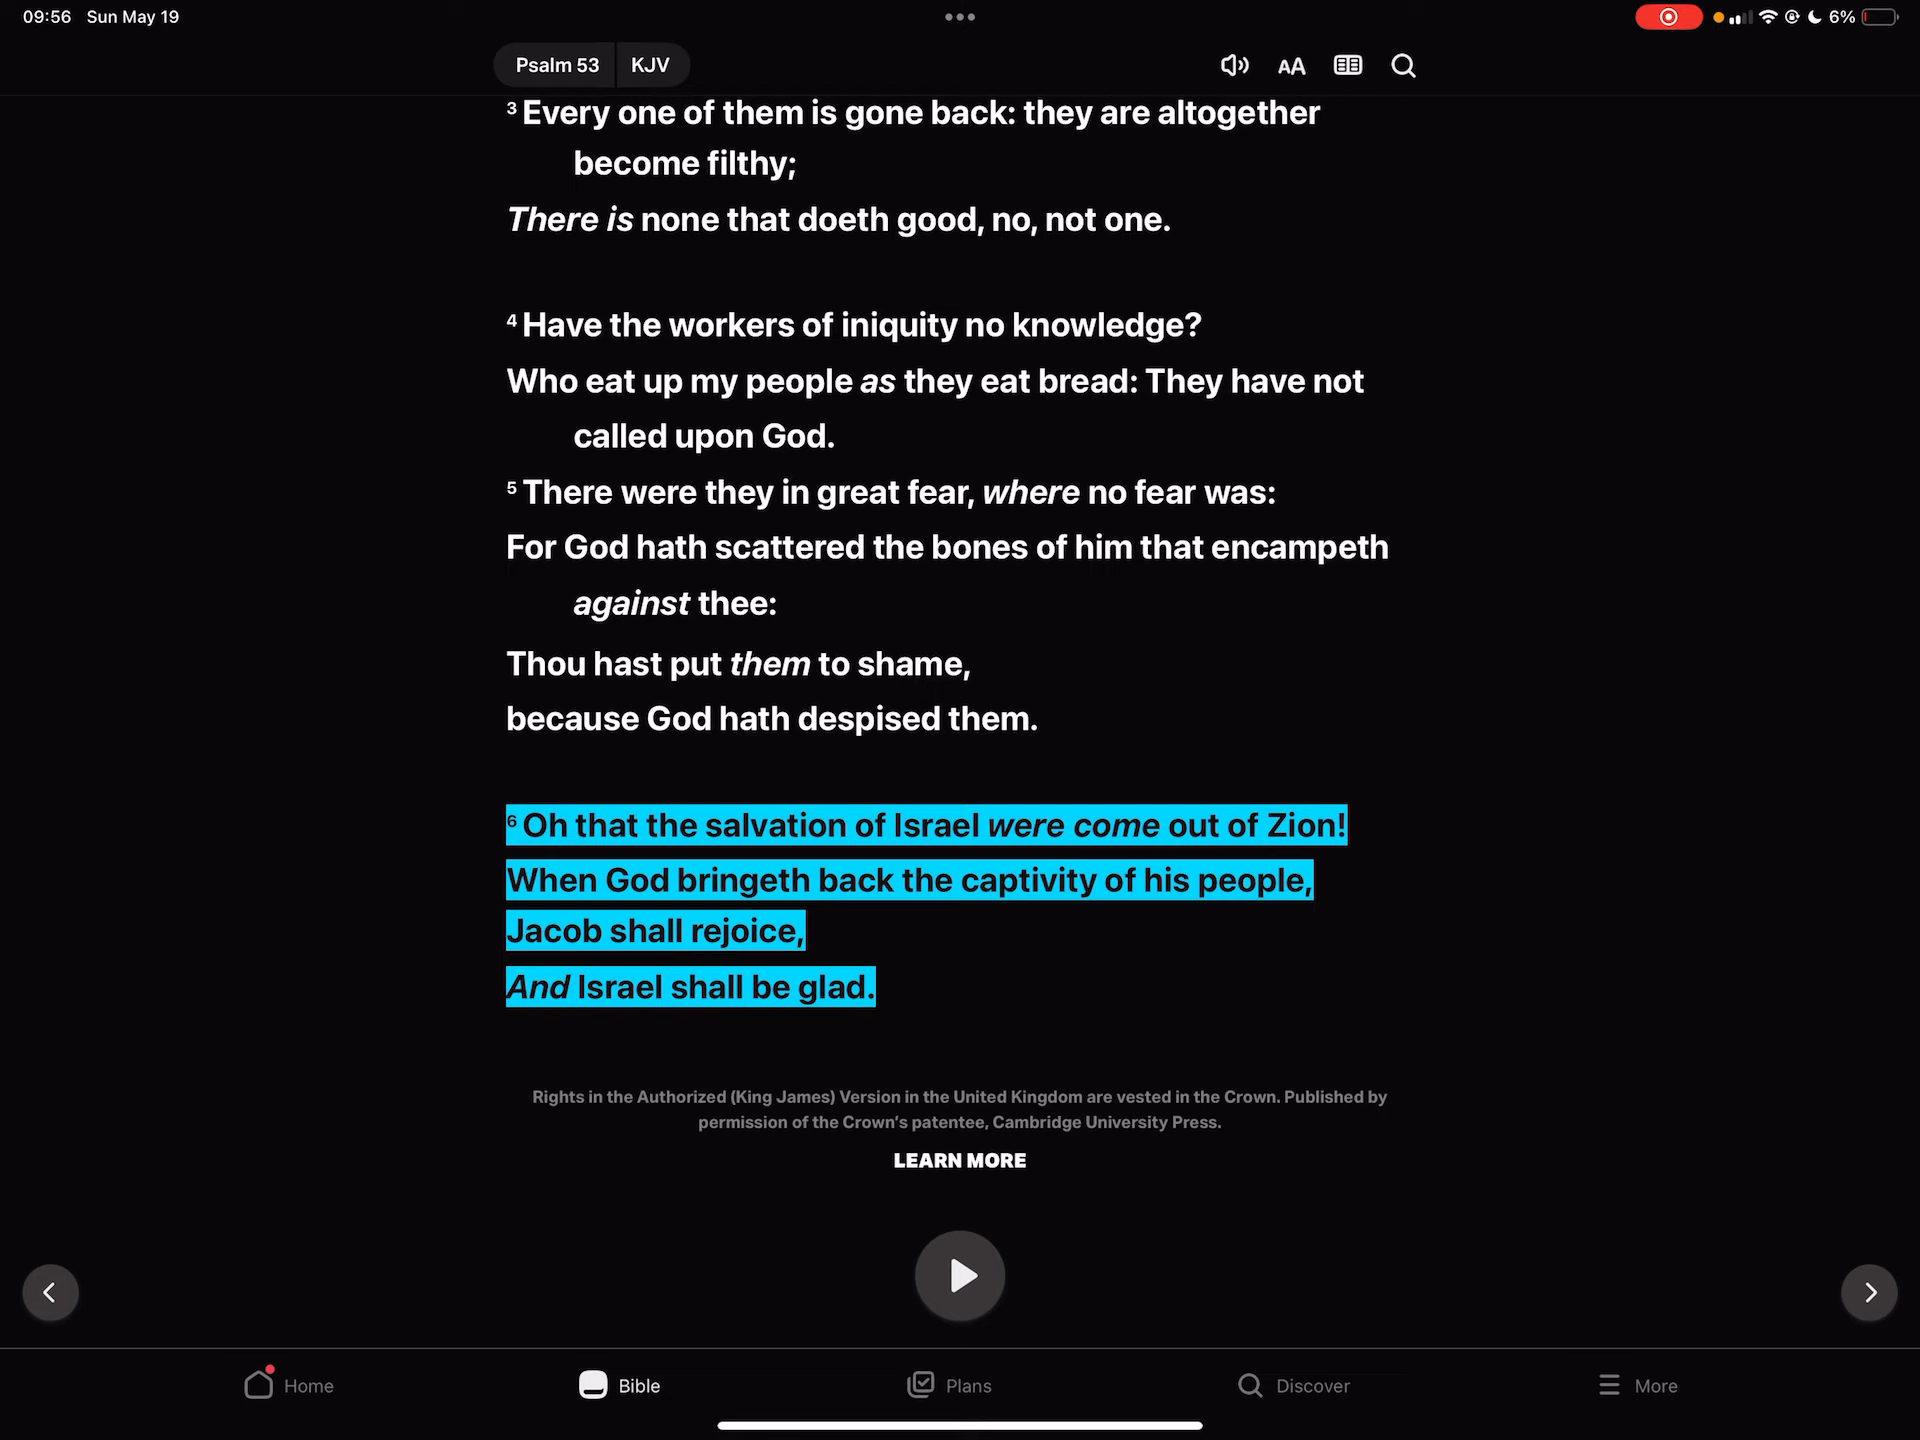 09:56 Sun May 19
6%
Psalm 53 KJV AA
3 Every one of them is gone back: they are altogether
become filthy;
There is none that doeth good, no, not one.
4 Have the workers of iniquity no knowledge?
Who eat up my people as they eat bread: They have not
called upon God.
5 There were they in great fear, where no fear was:
For God hath scattered the bones of him that encampeth
against thee:
Thou hast put them to shame,
because God hath despised them.
6 Oh that the salvation of Israel were come out of Zion!
When God bringeth back the captivity of his people,
Jacob shall rejoice,
And Israel shall be glad.
Rights in the Authorized (King James) Version in the United Kingdom are vested in the Crown. Published by
permission of the Crown’s patentee, Cambridge University Press.
LEARN MORE
Home Bible Plans Discover More